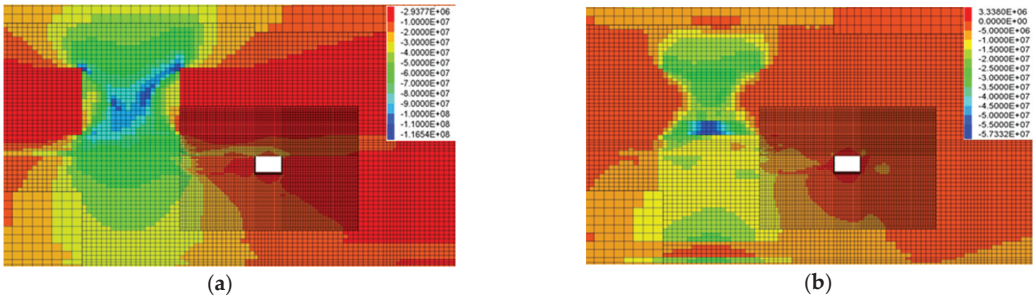 -2.9377E+06
-1.0000E+07
-2.0000E+07
-3.0000E+07
-4.0000E+07
-5.0000E+07
-6.0000E+07
-7.0000E+07
-8.0000E+07
-9.0000E+07
-1.0000E+08
-1.1000E+08
-1.1654E+08
3.3380E+06
0.0000E+00
-5.0000E+06
-1.0000E+07
-1.5000E+07
-2.0000E+07
-2.5000E+07
-3.0000E+07
-3.5000E+07
-4.0000E+07
-4.5000E+07
-5.0000E+07
-5.5000E+07
-5.7332E+07
(a)
(b)